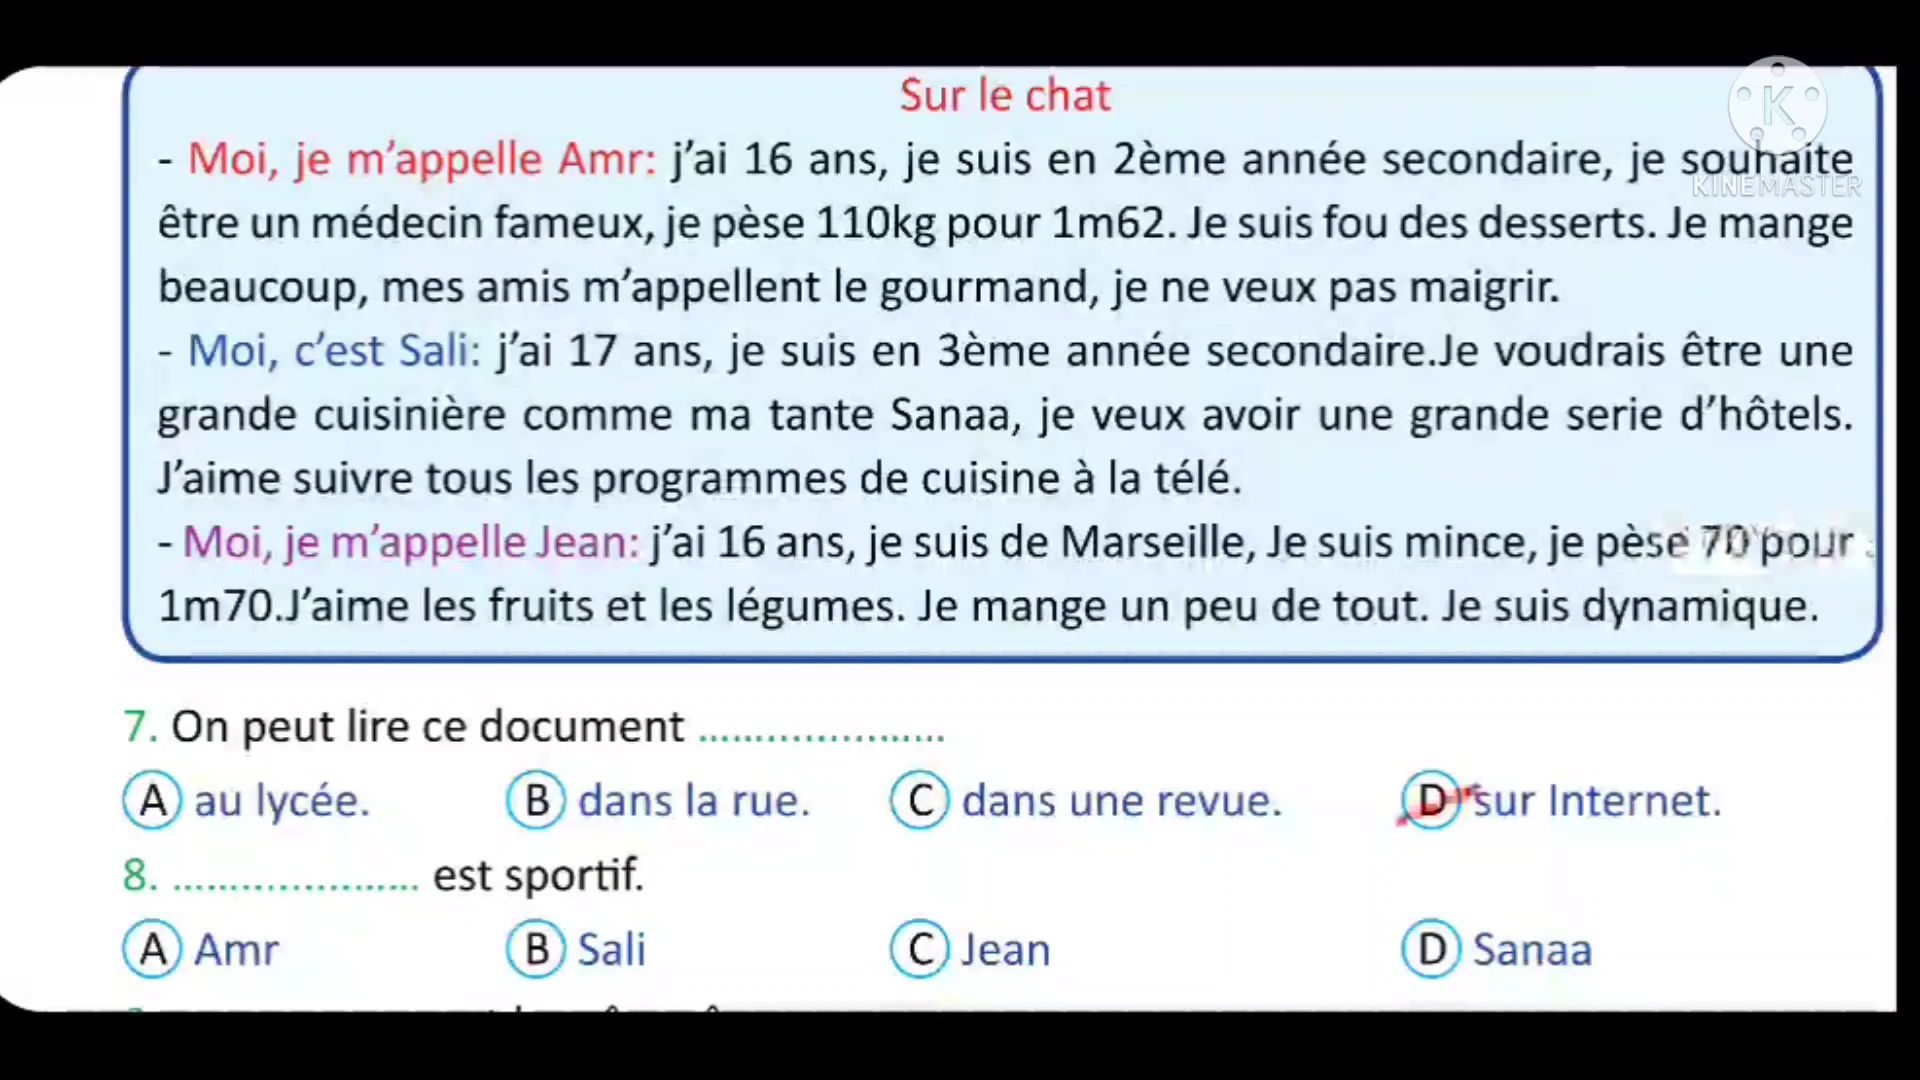 Sur le chat
- Moi, je m’appelle Amr: j’ai 16 ans, je suis en 2ème année secondaire, je souhaite
KINEMASTER
être un médecin fameux, je pèse 110kg pour 1m62. Je suis fou des desserts. Je mange
beaucoup, mes amis m’appellent le gourmand, je ne veux pas maigrir.
- Moi, c’est Sali: j’ai 17 ans, je suis en 3ème année secondaire.Je voudrais être une
grande cuisinière comme ma tante Sanaa, je veux avoir une grande serie d’hôtels.
J’aime suivre tous les programmes de cuisine à la télé.
- Moi, je m’appelle Jean: j’ai 16 ans, je suis de Marseille, Je suis mince, je pèse 70 pour
1m70.J’aime les fruits et les légumes. Je mange un peu de tout. Je suis dynamique.
7. On peut lire ce document ......................
A au lycée. B dans la rue. C dans une revue. D sur Internet.
8. ...................... est sportif.
A Amr B Sali C Jean D Sanaa